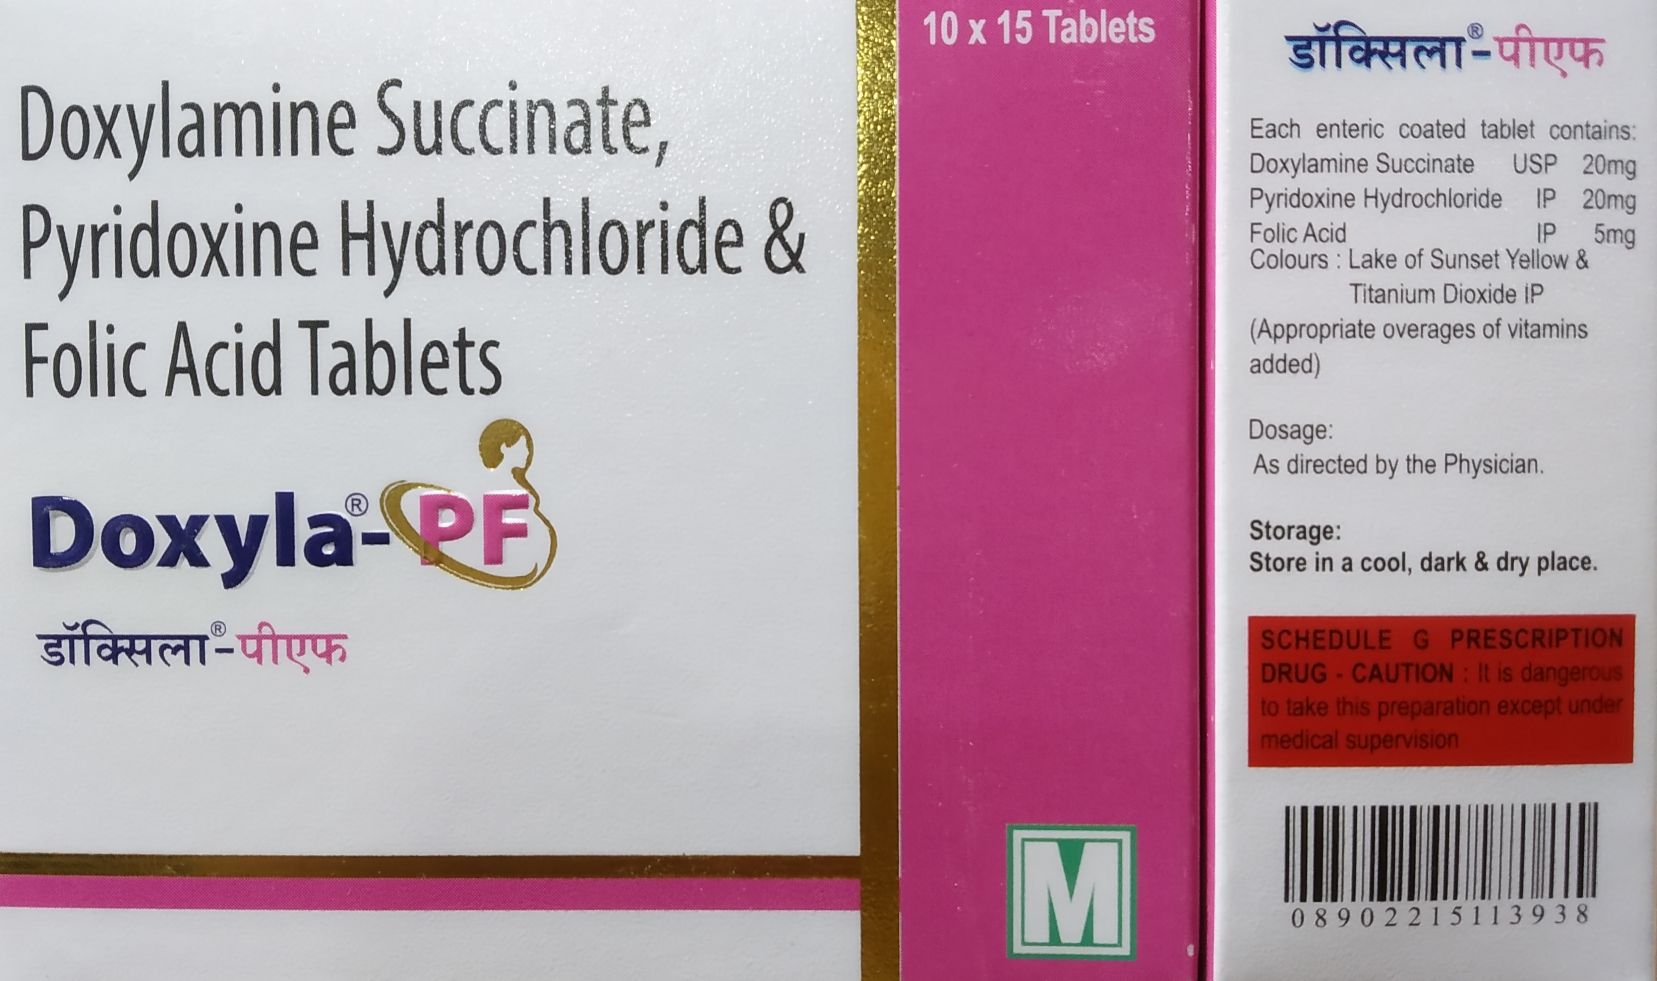 Doxylamine Succinate,
Pyridoxine Hydrochloride &
Folic Acid Tablets
Doxyla®-PF
डॉक्सिला®-पीएफ
10 x 15 Tablets
M
डॉक्सिला®-पीएफ
Each enteric coated tablet contains:
Doxylamine Succinate USP 20mg
Pyridoxine Hydrochloride IP 20mg
Folic Acid IP 5mg
Colours : Lake of Sunset Yellow &
Titanium Dioxide IP
(Appropriate overages of vitamins
added)
Dosage:
As directed by the Physician.
Storage:
Store in a cool, dark & dry place.
SCHEDULE G PRESCRIPTION
DRUG - CAUTION : It is dangerous
to take this preparation except under
medical supervision
08902215113938